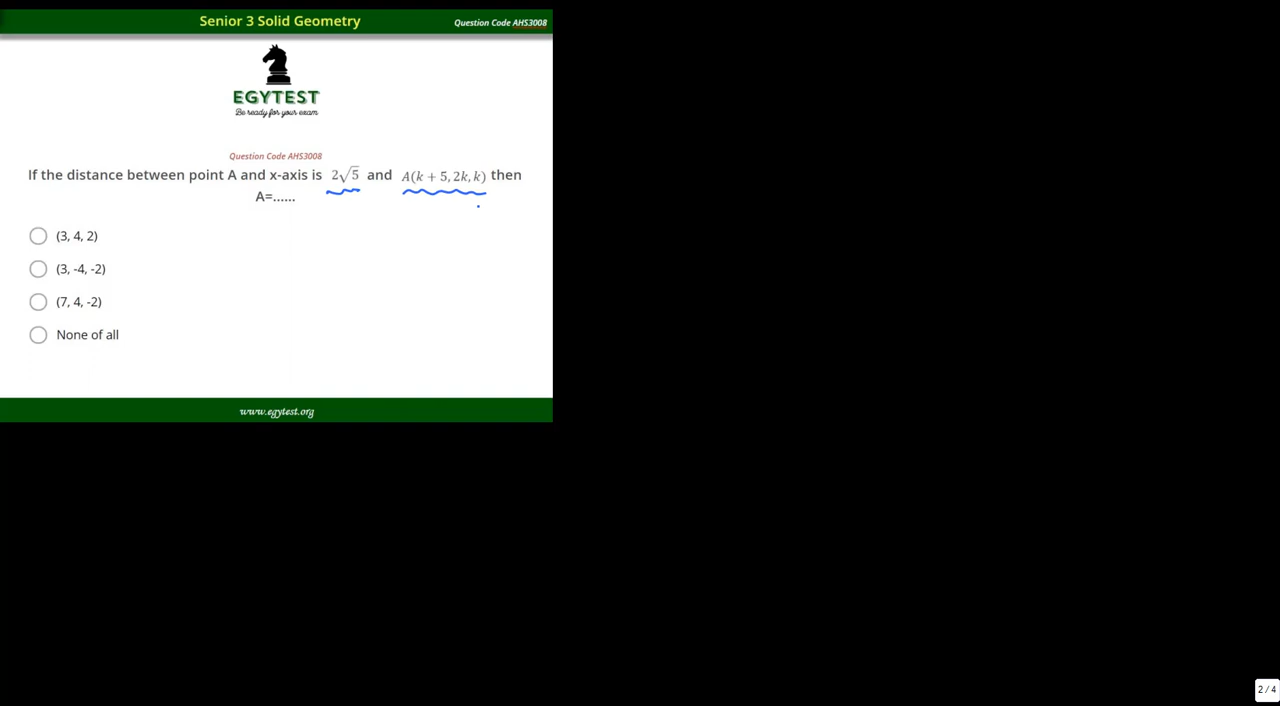 Senior 3 Solid Geometry
Question Code AHS3008
EGYTEST
Be ready for your exam
Question Code AHS3008
If the distance between point A and x-axis is 2√5 and A(k + 5, 2k, k) then
A=......
(3, 4, 2)
(3, -4, -2)
(7, 4, -2)
None of all
www.egytest.org
2 / 4